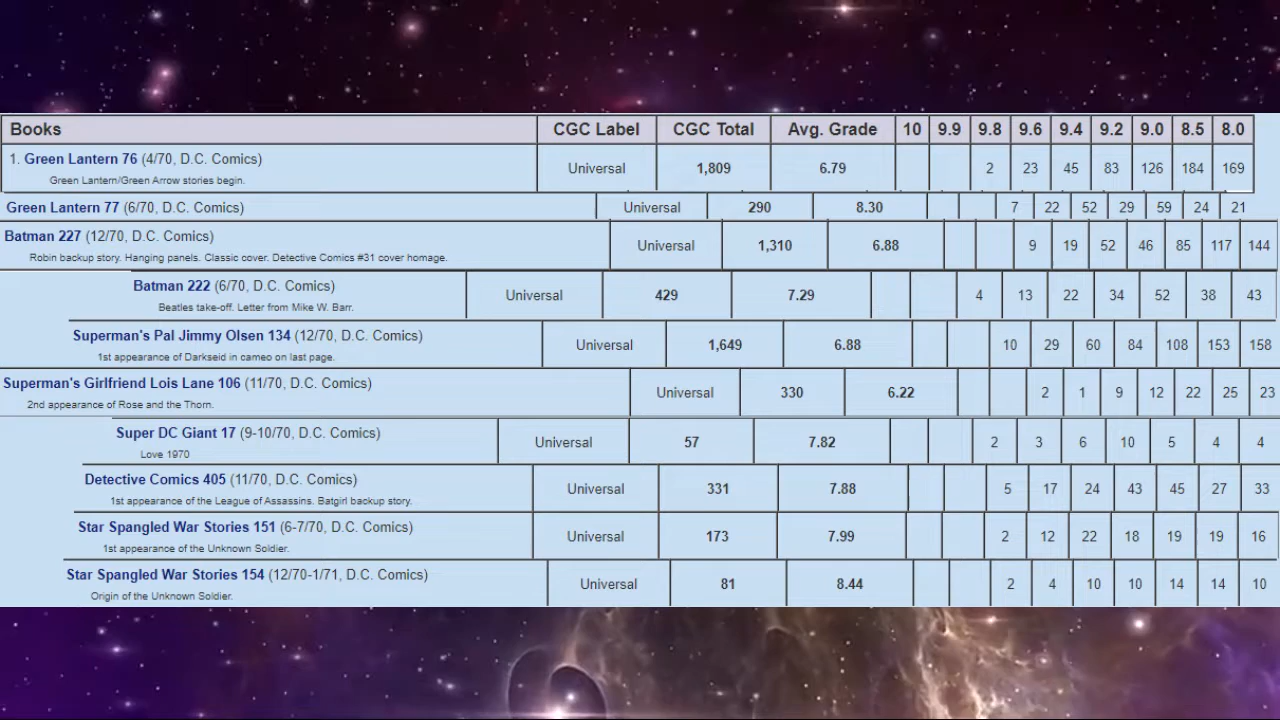 Books CGC Label CGC Total Avg. Grade 10 9.9 9.8 9.6 9.4 9.2 9.0 8.5 8.0
1. Green Lantern 76 (4/70, D.C. Comics) Universal 1,809 6.79 2 23 45 83 126 184 169
Green Lantern/Green Arrow stories begin.
Green Lantern 77 (6/70, D.C. Comics) Universal 290 8.30 7 22 52 29 59 24 21
Batman 227 (12/70, D.C. Comics) Universal 1,310 6.88 9 19 52 46 85 117 144
Robin backup story. Hanging panels. Classic cover. Detective Comics #31 cover homage.
Batman 222 (6/70, D.C. Comics) Universal 429 7.29 4 13 22 34 52 38 43
Beatles take-off. Letter from Mike W. Barr.
Superman's Pal Jimmy Olsen 134 (12/70, D.C. Comics) Universal 1,649 6.88 10 29 60 84 108 153 158
1st appearance of Darkseid in cameo on last page.
Superman's Girlfriend Lois Lane 106 (11/70, D.C. Comics) Universal 330 6.22 2 1 9 12 22 25 23
2nd appearance of Rose and the Thorn.
Super DC Giant 17 (9-10/70, D.C. Comics) Universal 57 7.82 2 3 6 10 5 4 4
Love 1970
Detective Comics 405 (11/70, D.C. Comics) Universal 331 7.88 5 17 24 43 45 27 33
1st appearance of the League of Assassins. Batgirl backup story.
Star Spangled War Stories 151 (6-7/70, D.C. Comics) Universal 173 7.99 2 12 22 18 19 19 16
1st appearance of the Unknown Soldier.
Star Spangled War Stories 154 (12/70-1/71, D.C. Comics) Universal 81 8.44 2 4 10 10 14 14 10
Origin of the Unknown Soldier.